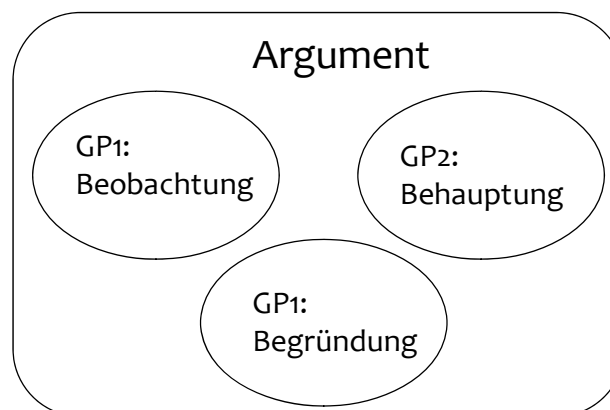 Argument
GP1:
Beobachtung
GP2:
Behauptung
GP1:
Begründung